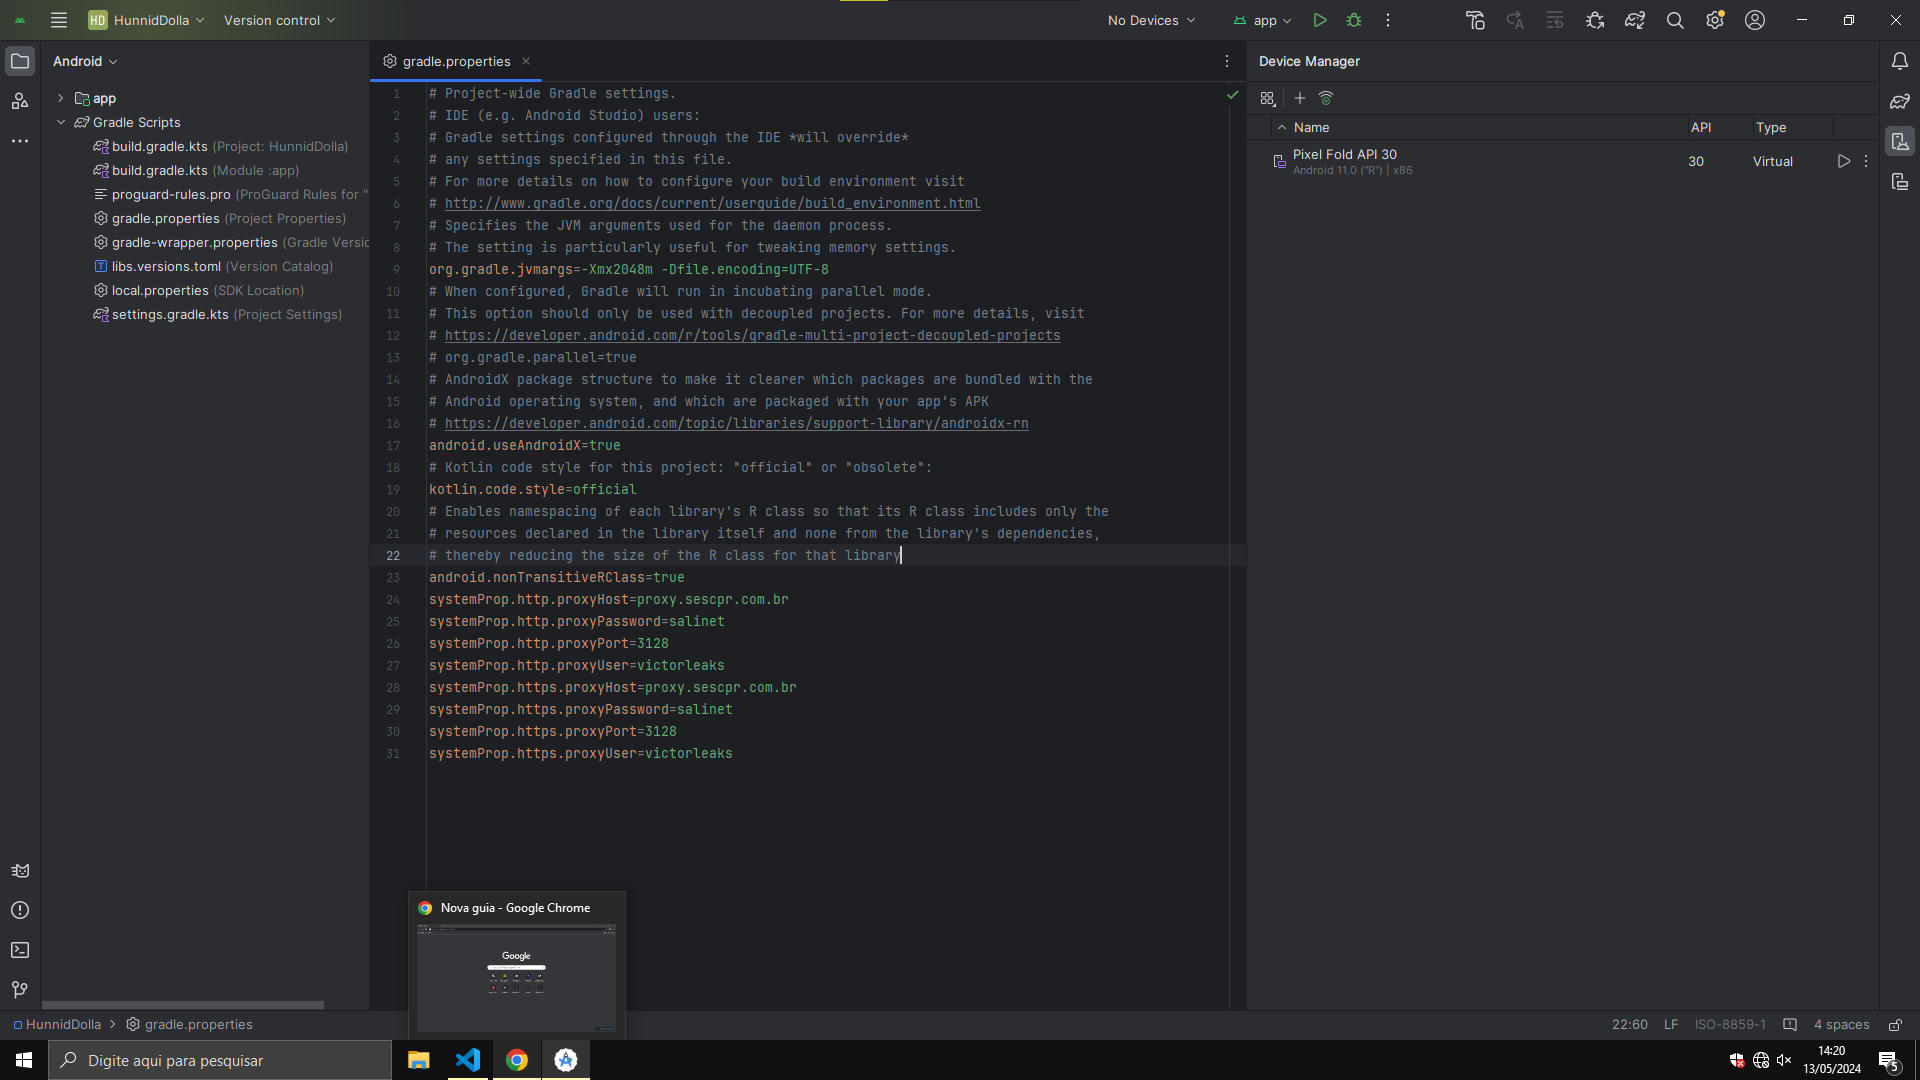 HD HunnidDolla Version control No Devices app
Android
app
Gradle Scripts
build.gradle.kts (Project: HunnidDolla)
build.gradle.kts (Module :app)
proguard-rules.pro (ProGuard Rules for "
gradle.properties (Project Properties)
gradle-wrapper.properties (Gradle Versio
libs.versions.toml (Version Catalog)
local.properties (SDK Location)
settings.gradle.kts (Project Settings)
gradle.properties
1 # Project-wide Gradle settings.
2 # IDE (e.g. Android Studio) users:
3 # Gradle settings configured through the IDE *will override*
4 # any settings specified in this file.
5 # For more details on how to configure your build environment visit
6 # http://www.gradle.org/docs/current/userguide/build_environment.html
7 # Specifies the JVM arguments used for the daemon process.
8 # The setting is particularly useful for tweaking memory settings.
9 org.gradle.jvmargs=-Xmx2048m -Dfile.encoding=UTF-8
10 # When configured, Gradle will run in incubating parallel mode.
11 # This option should only be used with decoupled projects. For more details, visit
12 # https://developer.android.com/r/tools/gradle-multi-project-decoupled-projects
13 # org.gradle.parallel=true
14 # AndroidX package structure to make it clearer which packages are bundled with the
15 # Android operating system, and which are packaged with your app's APK
16 # https://developer.android.com/topic/libraries/support-library/androidx-rn
17 android.useAndroidX=true
18 # Kotlin code style for this project: "official" or "obsolete":
19 kotlin.code.style=official
20 # Enables namespacing of each library's R class so that its R class includes only the
21 # resources declared in the library itself and none from the library's dependencies,
22 # thereby reducing the size of the R class for that library
23 android.nonTransitiveRClass=true
24 systemProp.http.proxyHost=proxy.sescpr.com.br
25 systemProp.http.proxyPassword=salinet
26 systemProp.http.proxyPort=3128
27 systemProp.http.proxyUser=victorleaks
28 systemProp.https.proxyHost=proxy.sescpr.com.br
29 systemProp.https.proxyPassword=salinet
30 systemProp.https.proxyPort=3128
31 systemProp.https.proxyUser=victorleaks
Device Manager
Name API Type
Pixel Fold API 30 30 Virtual
Android 11.0 ("R") | x86
Nova guia - Google Chrome
Google
HunnidDolla gradle.properties 22:60 LF ISO-8859-1 4 spaces
Digite aqui para pesquisar
14:20
13/05/2024
5